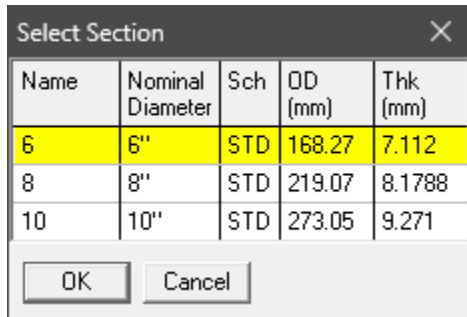 Select Section
Name Nominal Diameter Sch OD (mm) Thk (mm)
6 6" STD 168.27 7.112
8 8" STD 219.07 8.1788
10 10" STD 273.05 9.271
OK Cancel